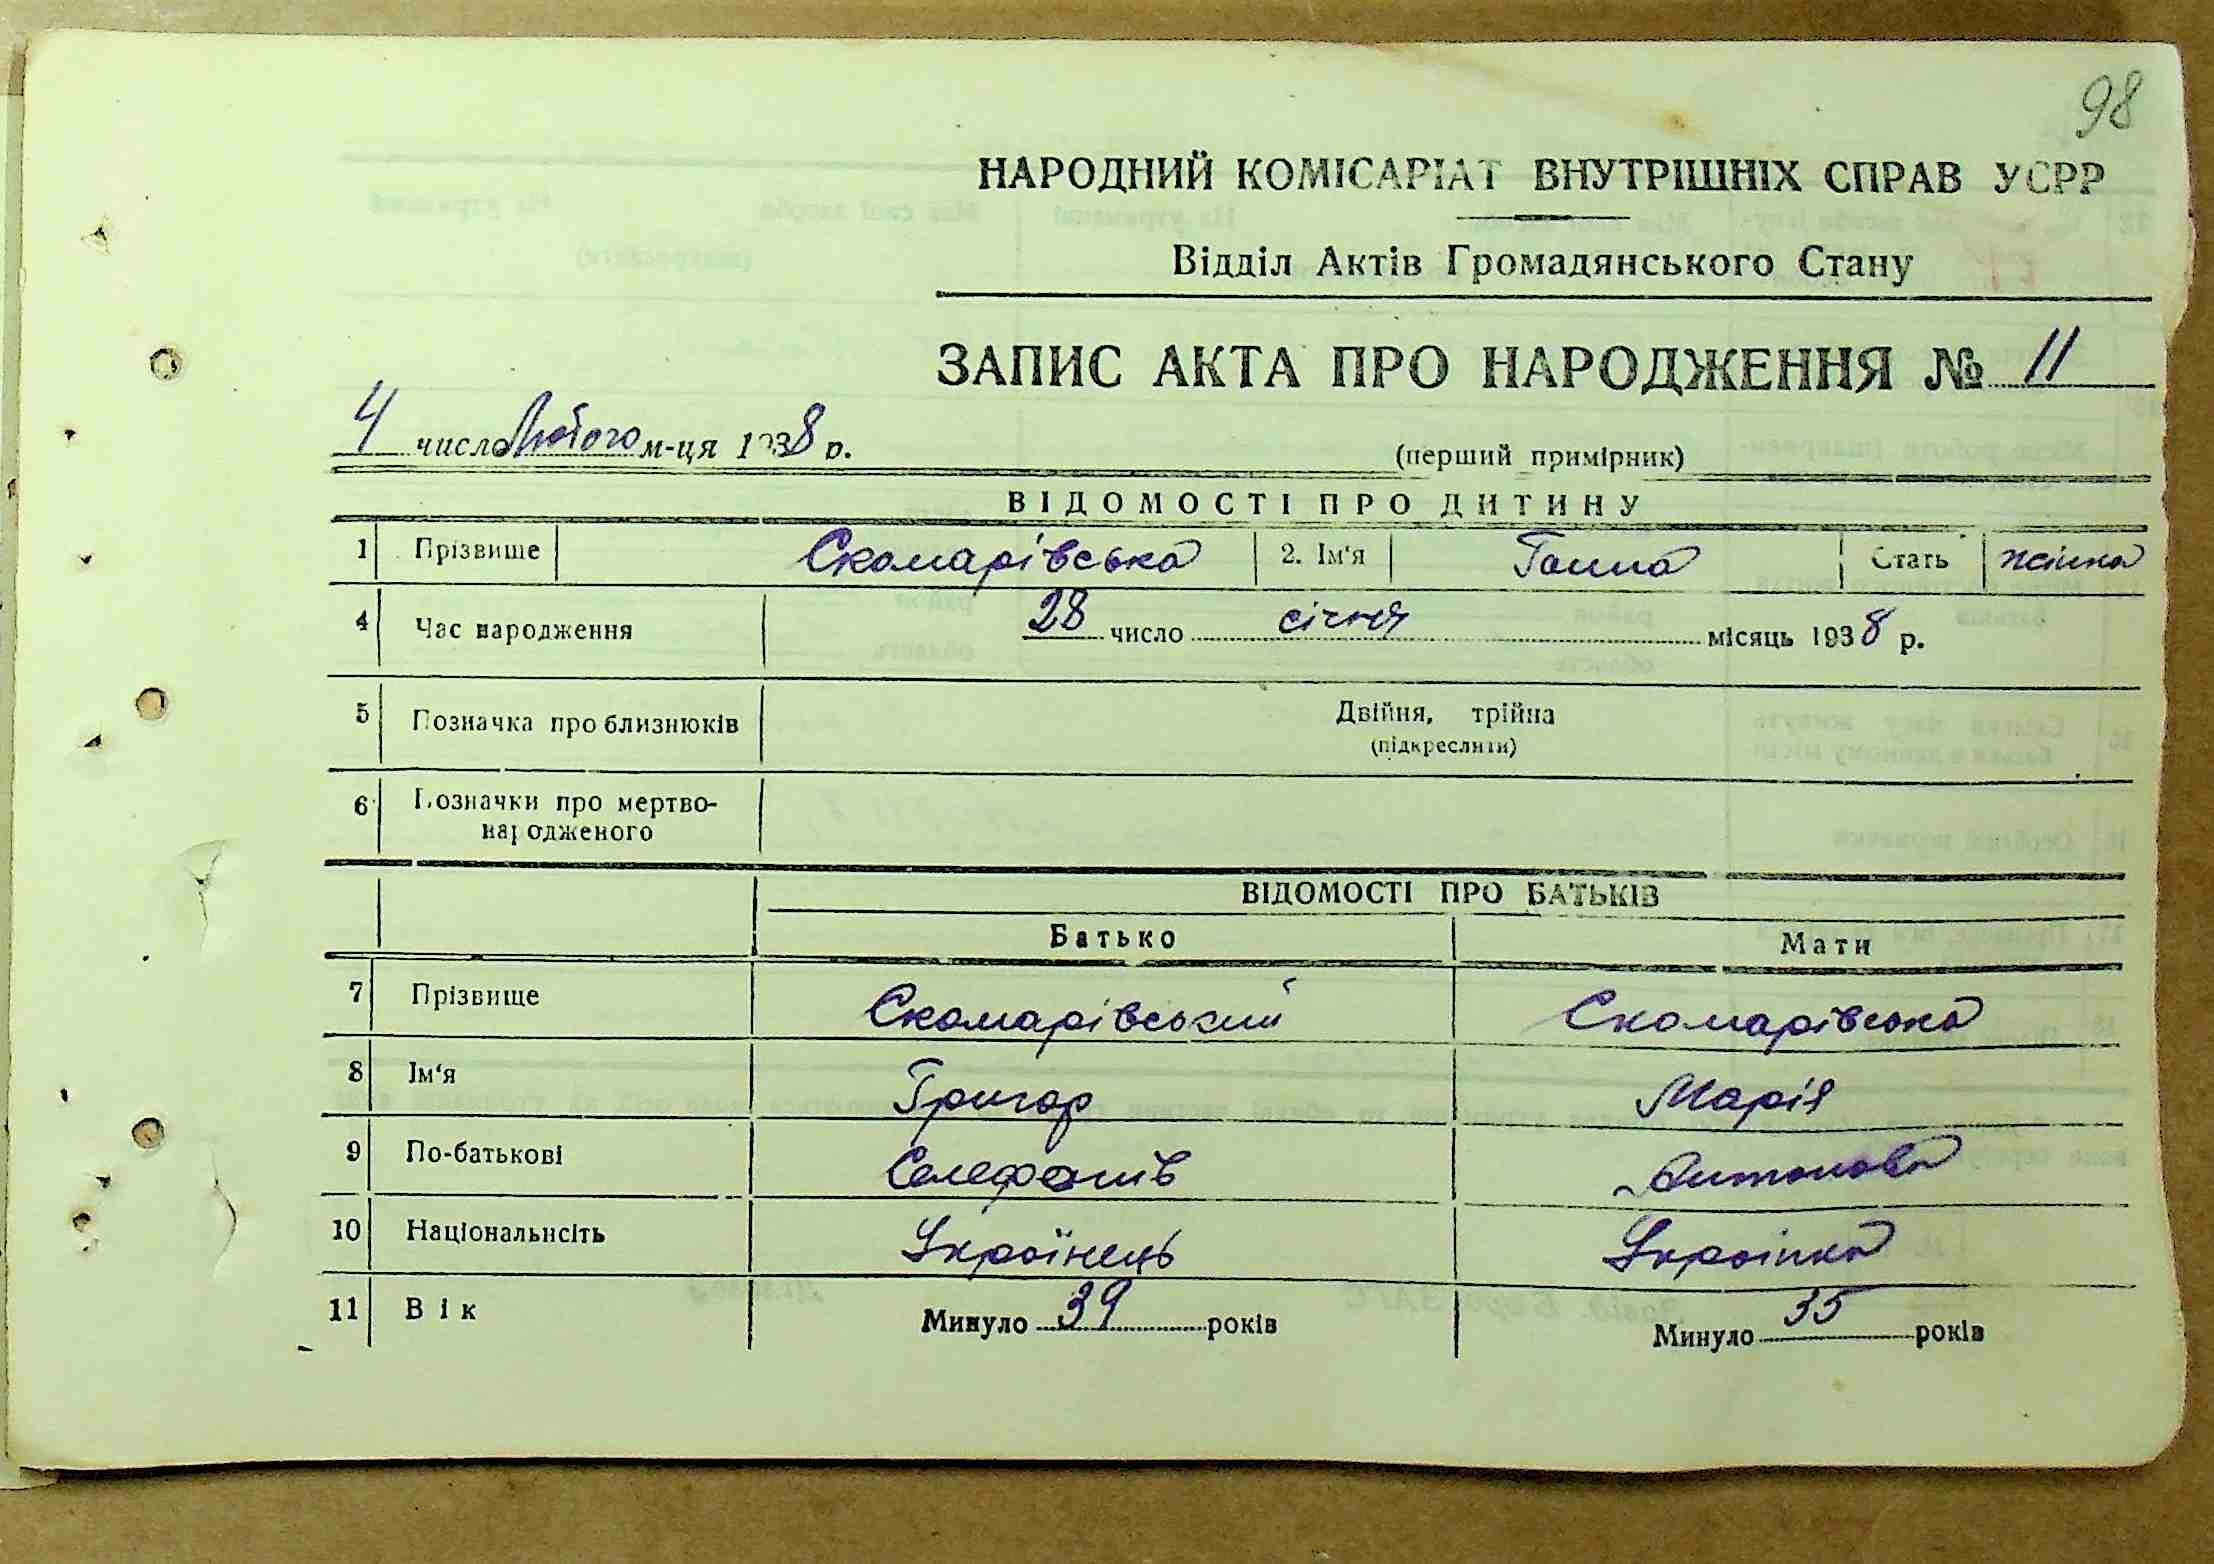 98
НАРОДНИЙ КОМІСАРІАТ ВНУТРІШНІХ СПРАВ УСРР
Відділ Актів Громадянського Стану
ЗАПИС АКТА ПРО НАРОДЖЕННЯ № 11
4 число Лютого м-ця 1938 р.
(перший примірник)
ВІДОМОСТІ ПРО ДИТИНУ
1 Прізвище Скомарівська 2. Ім'я Ганна Стать жінка
4 Час народження 28 число січня місяць 1938 р.
5 Позначка про близнюків Двійня, трійна
(підкреслити)
6 Позначки про мертво-
народженого
ВІДОМОСТІ ПРО БАТЬКІВ
Батько Мати
7 Прізвище Скомарівський Скомарівська
8 Ім'я Григор Марія
9 По-батькові Селефонів Антонова
10 Національнсіть Українець Українка
11 Вік Минуло 39 років Минуло 35 років